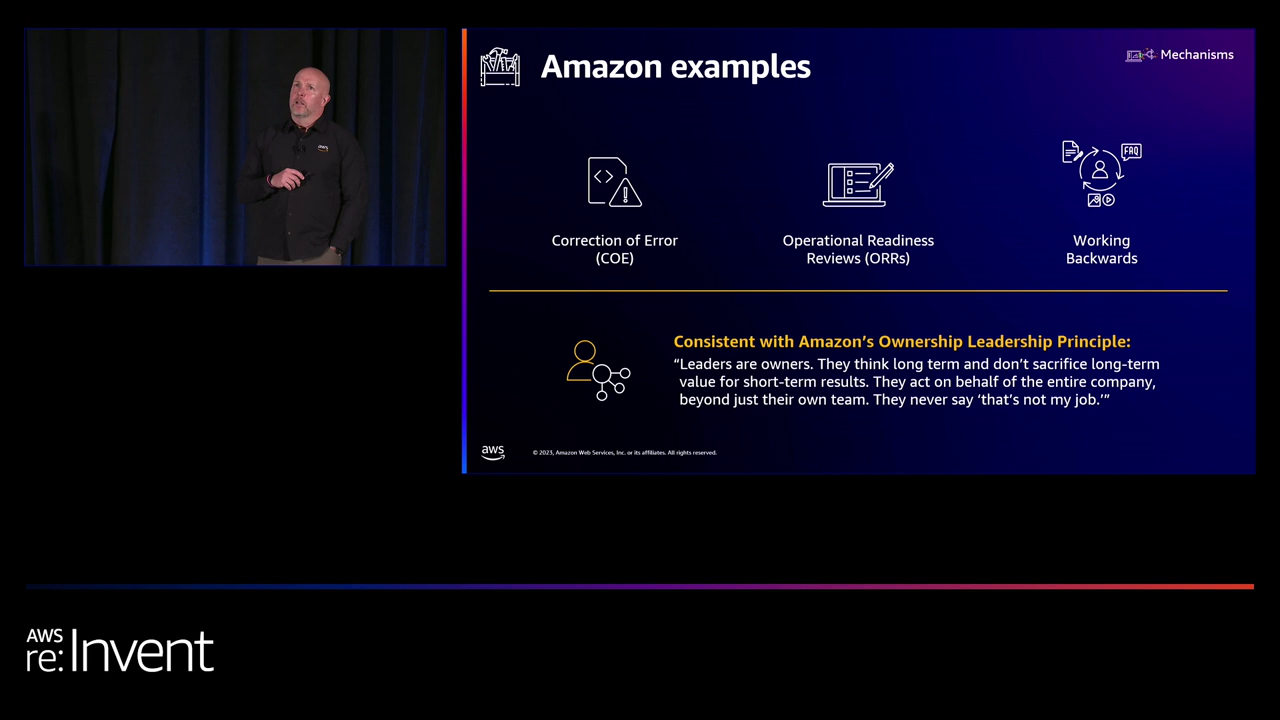 Amazon examples
Mechanisms
FAQ
Correction of Error
(COE)
Operational Readiness
Reviews (ORRs)
Working
Backwards
Consistent with Amazon’s Ownership Leadership Principle:
“Leaders are owners. They think long term and don’t sacrifice long-term
value for short-term results. They act on behalf of the entire company,
beyond just their own team. They never say ‘that’s not my job.’”
aws
© 2023, Amazon Web Services, Inc. or its affiliates. All rights reserved.
aws
AWS
re:Invent